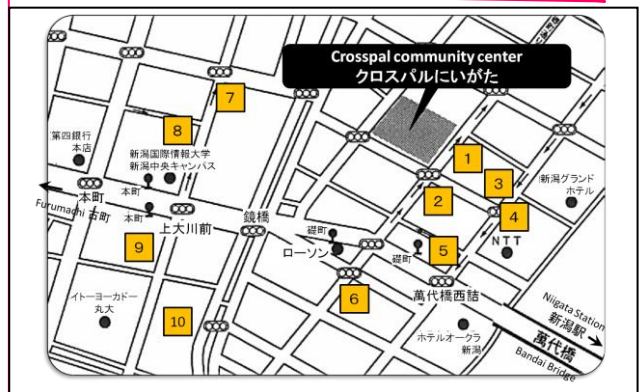 Crosspal community center
クロスパルにいがた
7
8
第四銀行
本店
新潟国際情報大学
新潟中央キャンパス
本町
本町
Furumachi 古町
本町
上大川前
鏡橋
1
2
3
4
新潟グランド
ホテル
NTT
礎町
ローソン
5
礎町
6
萬代橋西詰
9
イトーヨーカドー
丸大
10
ホテルオークラ
新潟
Niigata Station
新潟駅
萬代橋
Bandai Bridge